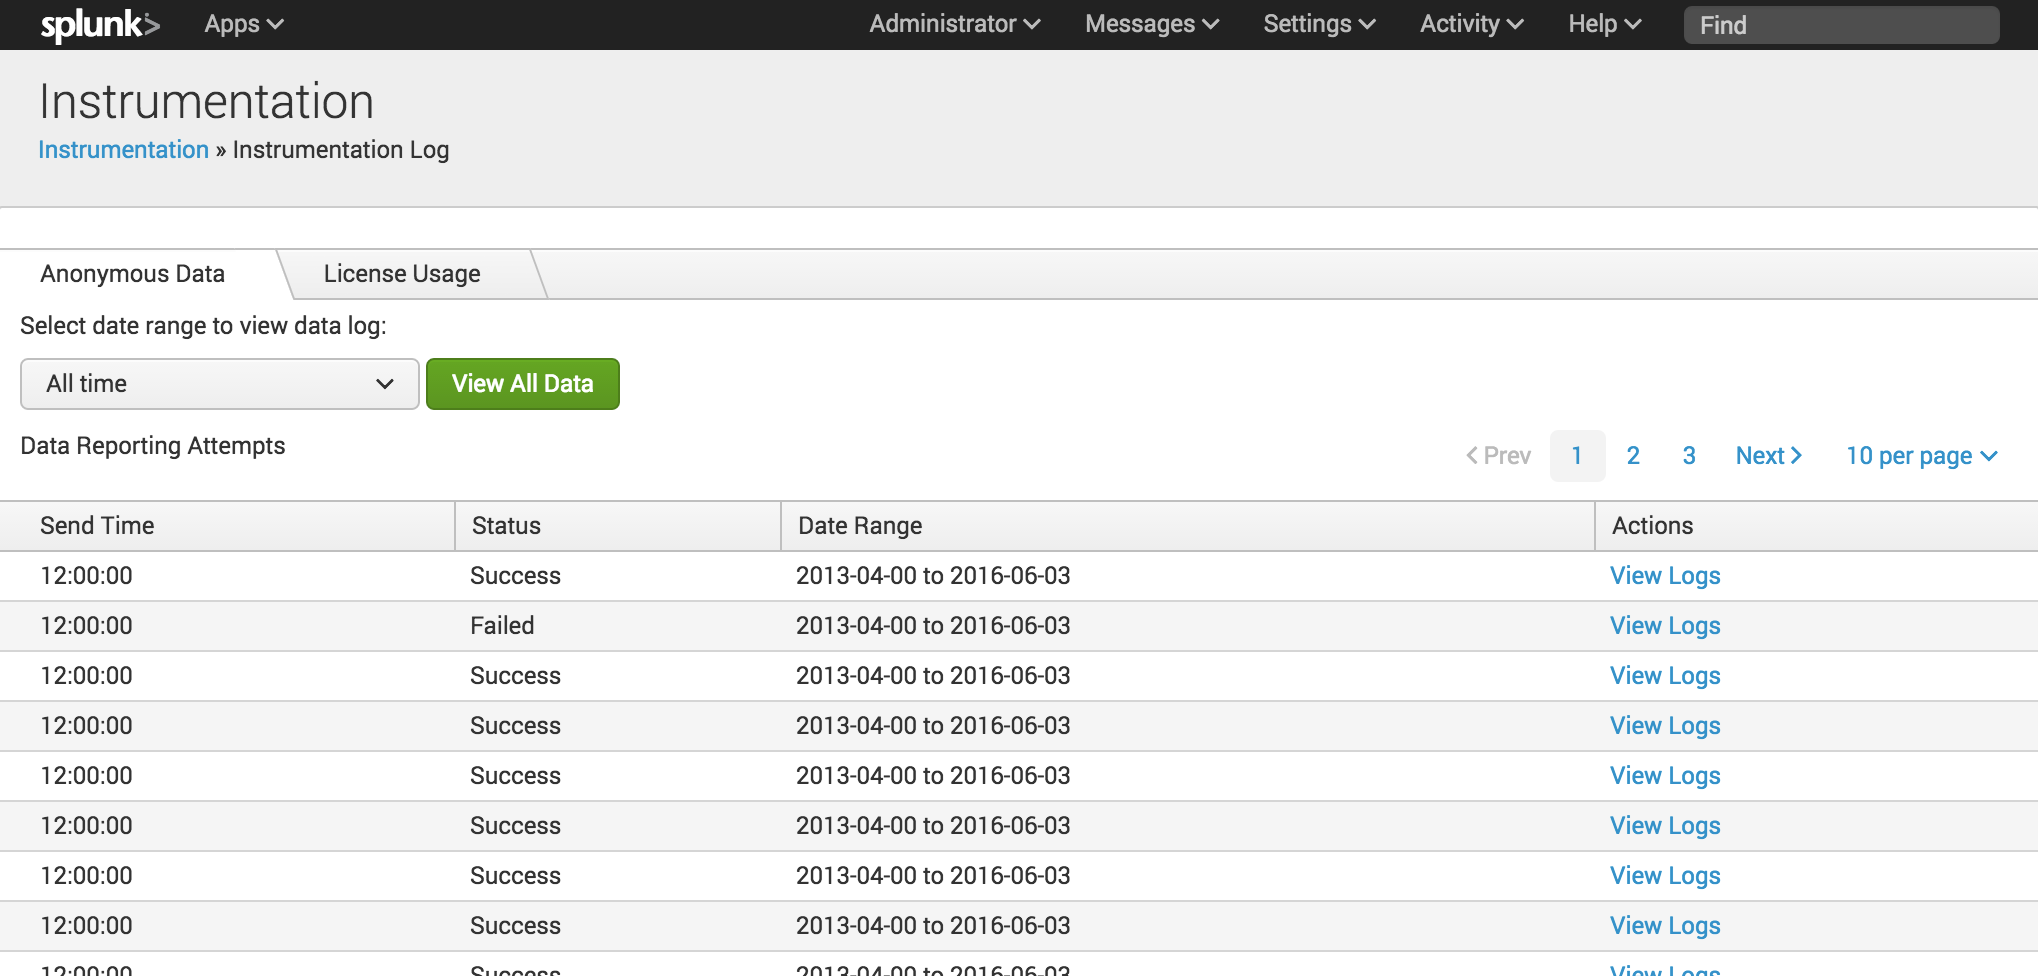 splunk> Apps Administrator Messages Settings Activity Help Find
Instrumentation
Instrumentation » Instrumentation Log
Anonymous Data License Usage
Select date range to view data log:
All time View All Data
Data Reporting Attempts
Prev 1 2 3 Next 10 per page
Send Time Status Date Range Actions
12:00:00 Success 2013-04-00 to 2016-06-03 View Logs
12:00:00 Failed 2013-04-00 to 2016-06-03 View Logs
12:00:00 Success 2013-04-00 to 2016-06-03 View Logs
12:00:00 Success 2013-04-00 to 2016-06-03 View Logs
12:00:00 Success 2013-04-00 to 2016-06-03 View Logs
12:00:00 Success 2013-04-00 to 2016-06-03 View Logs
12:00:00 Success 2013-04-00 to 2016-06-03 View Logs
12:00:00 Success 2013-04-00 to 2016-06-03 View Logs
12:00:00 Success 2013-04-00 to 2016-06-03 View Logs